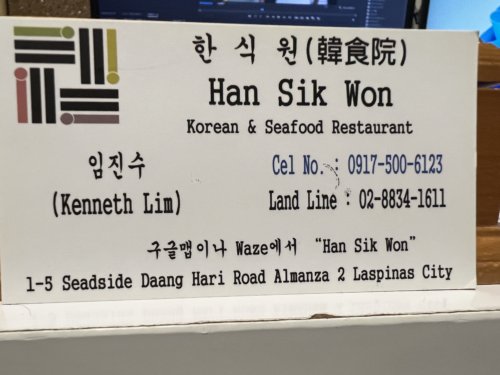 한 식 원(韓食院)
Han Sik Won
Korean & Seafood Restaurant
임진수
(Kenneth Lim)
Cel No. : 0917-500-6123
Land Line : 02-8834-1611
구글맵이나 Waze에서 “Han Sik Won”
1-5 Seadside Daang Hari Road Almanza 2 Laspinas City